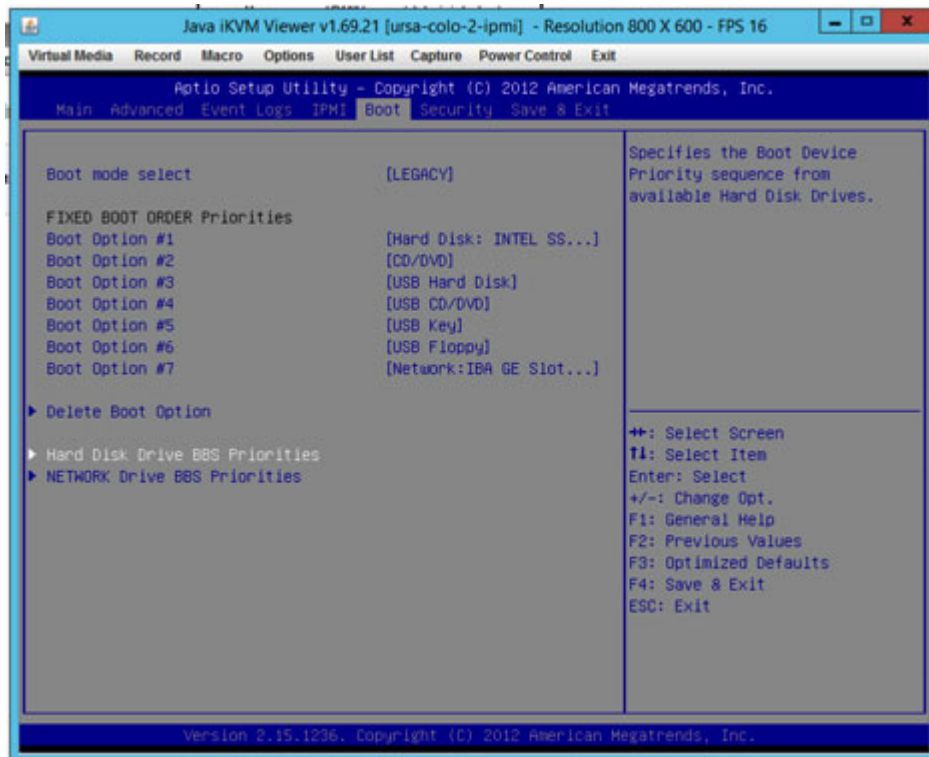 Java iKVM Viewer v1.69.21 [ursa-colo-2-ipmi] - Resolution 800 X 600 - FPS 16
Virtual Media Record Macro Options User List Capture Power Control Exit
Aptio Setup Utility – Copyright (C) 2012 American Megatrends, Inc.
Main Advanced Event Logs IPMI Boot Security Save & Exit
Boot mode select [LEGACY]
FIXED BOOT ORDER Priorities
Boot Option #1 [Hard Disk: INTEL SS...]
Boot Option #2 [CD/DVD]
Boot Option #3 [USB Hard Disk]
Boot Option #4 [USB CD/DVD]
Boot Option #5 [USB Key]
Boot Option #6 [USB Floppy]
Boot Option #7 [Network:IBA GE Slot...]
Delete Boot Option
Hard Disk Drive BBS Priorities
NETWORK Drive BBS Priorities
Specifies the Boot Device
Priority sequence from
available Hard Disk Drives.
→←: Select Screen
↑↓: Select Item
Enter: Select
+/-: Change Opt.
F1: General Help
F2: Previous Values
F3: Optimized Defaults
F4: Save & Exit
ESC: Exit
Version 2.15.1236. Copyright (C) 2012 American Megatrends, Inc.